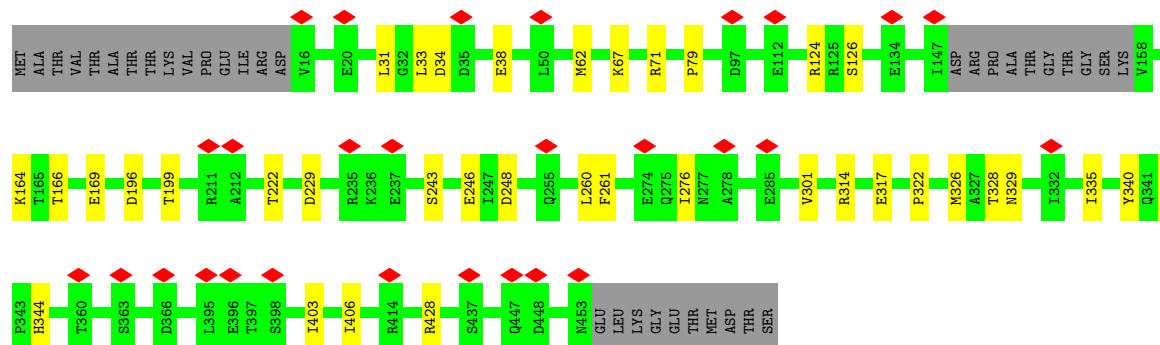 MET ALA THR VAL THR ALA THR THR LYS VAL PRO GLU ILE ARG ASP V16 E20 L31 G32 L33 D34 D35 E38 L50 M62 K67 R71 P79 D97 E112 R124 R125 S126 E134 I147 ASP ARG PRO ALA THR GLY THR GLY SER LYS V158
K164 T165 T166 E169 D196 T199 R211 A212 T222 D229 R235 K236 E237 S243 E246 I247 D248 Q255 L260 F261 E274 Q275 I276 N277 A278 E285 V301 R314 E317 P322 M326 A327 T328 N329 I332 I335 Y340 Q341
P343 H344 T360 S363 D366 L395 E396 T397 S398 I403 I406 R414 R428 S437 Q447 D448 N453 GLU LEU LYS GLY GLU THR MET ASP THR SER